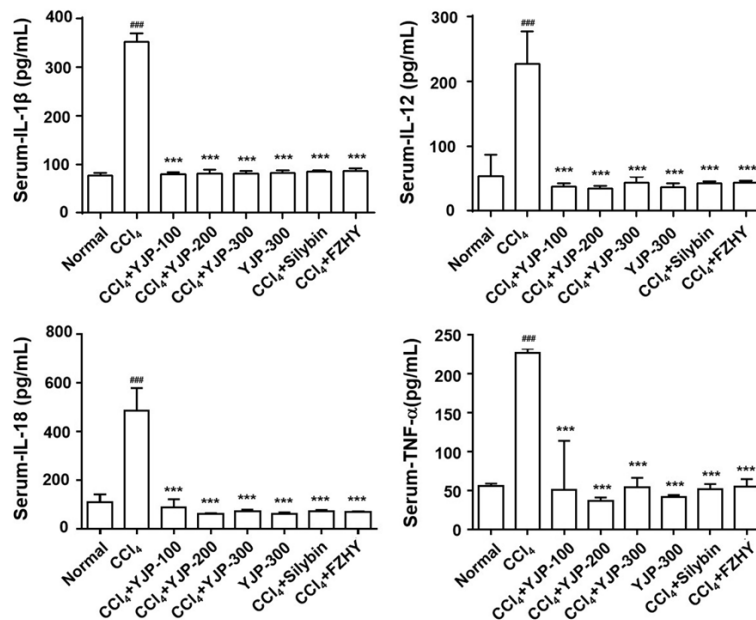 Serum-IL-1β (pg/mL)
400
300
200
100
0
###
*** *** *** *** *** ***
Normal
CCl4
CCl4+YJP-100
CCl4+YJP-200
CCl4+YJP-300
YJP-300
CCl4+Silybin
CCl4+FZHY
Serum-IL-12 (pg/mL)
300
200
100
0
###
*** *** *** *** *** ***
Normal
CCl4
CCl4+YJP-100
CCl4+YJP-200
CCl4+YJP-300
YJP-300
CCl4+Silybin
CCl4+FZHY
Serum-IL-18 (pg/mL)
800
600
400
200
0
###
*** *** *** *** *** ***
Normal
CCl4
CCl4+YJP-100
CCl4+YJP-200
CCl4+YJP-300
YJP-300
CCl4+Silybin
CCl4+FZHY
Serum-TNF-α(pg/mL)
250
200
150
100
50
0
###
*** *** *** *** *** ***
Normal
CCl4
CCl4+YJP-100
CCl4+YJP-200
CCl4+YJP-300
YJP-300
CCl4+Silybin
CCl4+FZHY